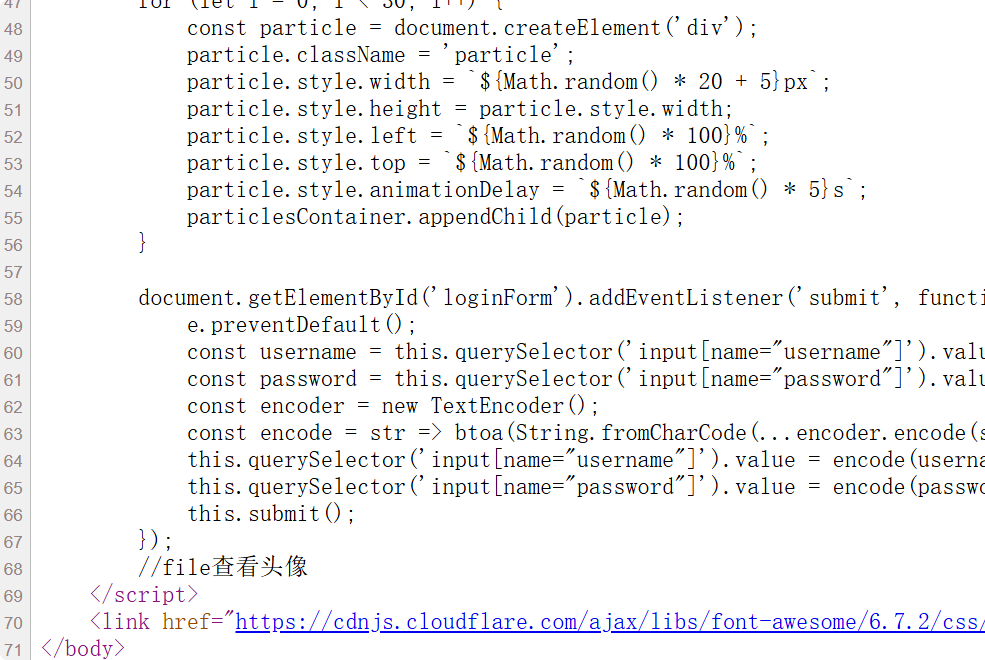 47 for (let i = 0; i < 30; i++) {
48 const particle = document.createElement('div');
49 particle.className = 'particle';
50 particle.style.width = `${Math.random() * 20 + 5}px`;
51 particle.style.height = particle.style.width;
52 particle.style.left = `${Math.random() * 100}%`;
53 particle.style.top = `${Math.random() * 100}%`;
54 particle.style.animationDelay = `${Math.random() * 5}s`;
55 particlesContainer.appendChild(particle);
56 }
57
58 document.getElementById('loginForm').addEventListener('submit', functi
59 e.preventDefault();
60 const username = this.querySelector('input[name="username"]').valu
61 const password = this.querySelector('input[name="password"]').valu
62 const encoder = new TextEncoder();
63 const encode = str => btoa(String.fromCharCode(...encoder.encode(s
64 this.querySelector('input[name="username"]').value = encode(userna
65 this.querySelector('input[name="password"]').value = encode(passwo
66 this.submit();
67 });
68 //file查看头像
69 </script>
70 <link href="https://cdnjs.cloudflare.com/ajax/libs/font-awesome/6.7.2/css/
71 </body>